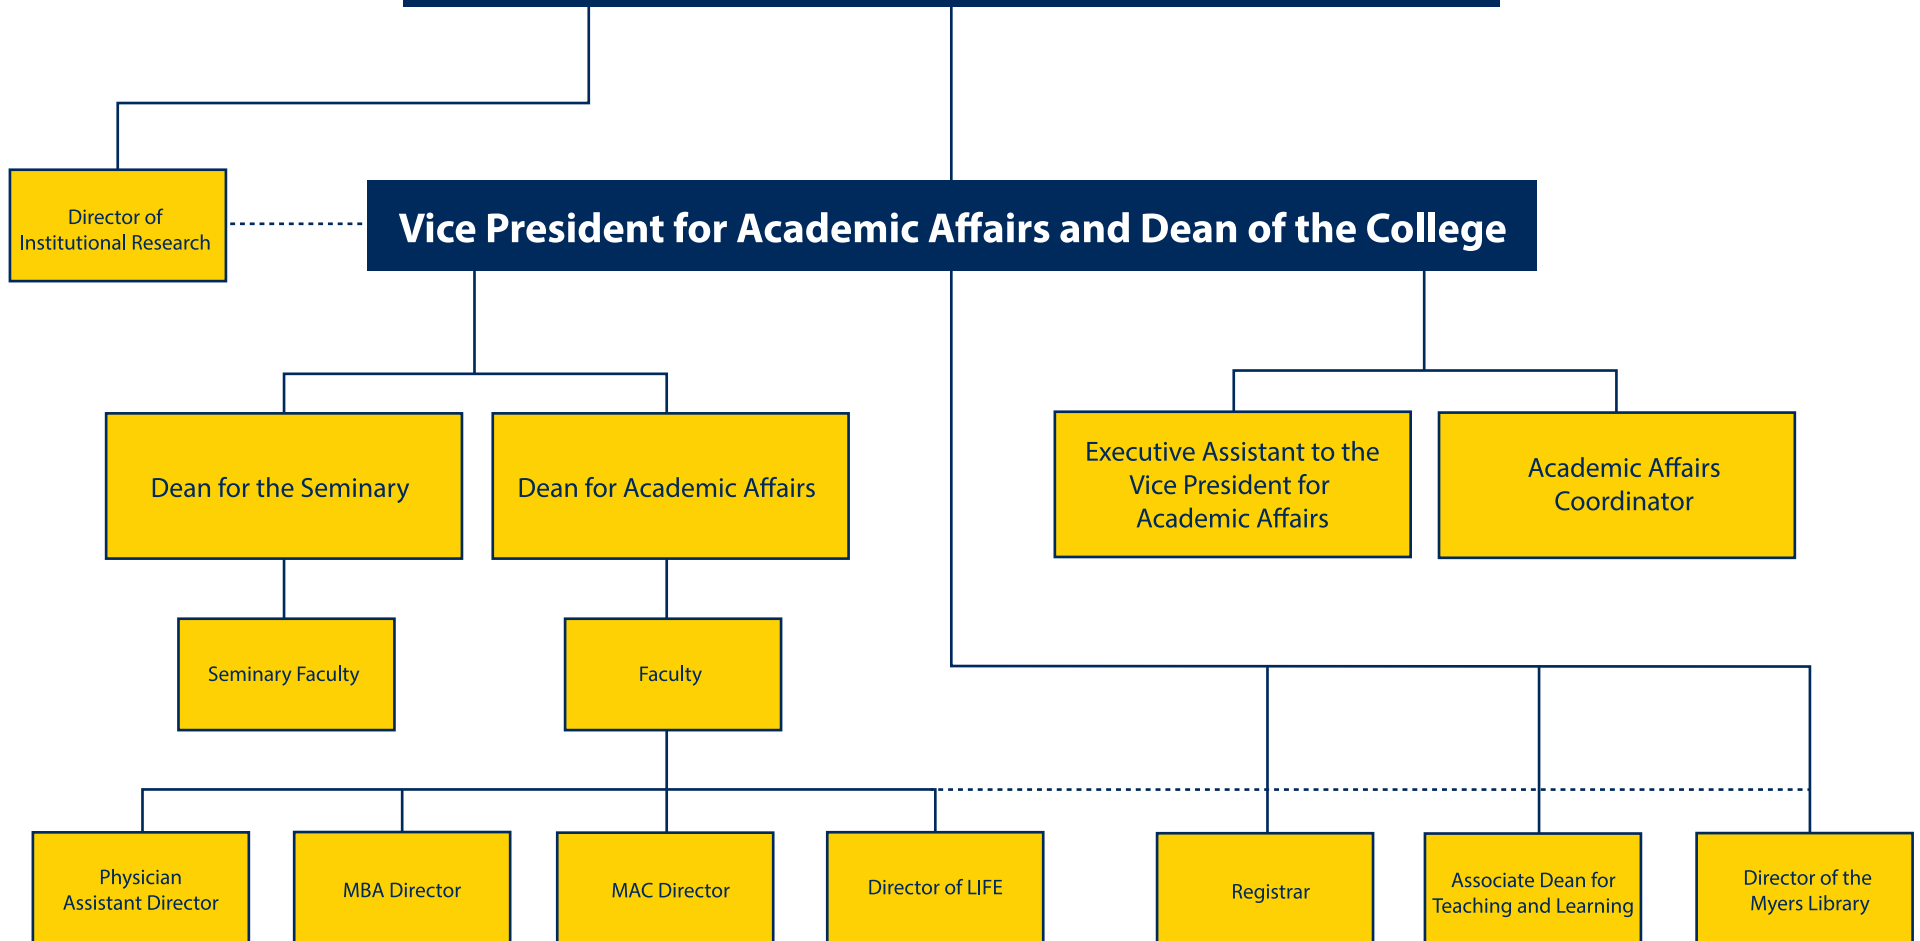 Director of
Institutional Research
Vice President for Academic Affairs and Dean of the College
Dean for the Seminary
Dean for Academic Affairs
Executive Assistant to the
Vice President for
Academic Affairs
Academic Affairs
Coordinator
Seminary Faculty
Faculty
Physician
Assistant Director
MBA Director
MAC Director
Director of LIFE
Registrar
Associate Dean for
Teaching and Learning
Director of the
Myers Library